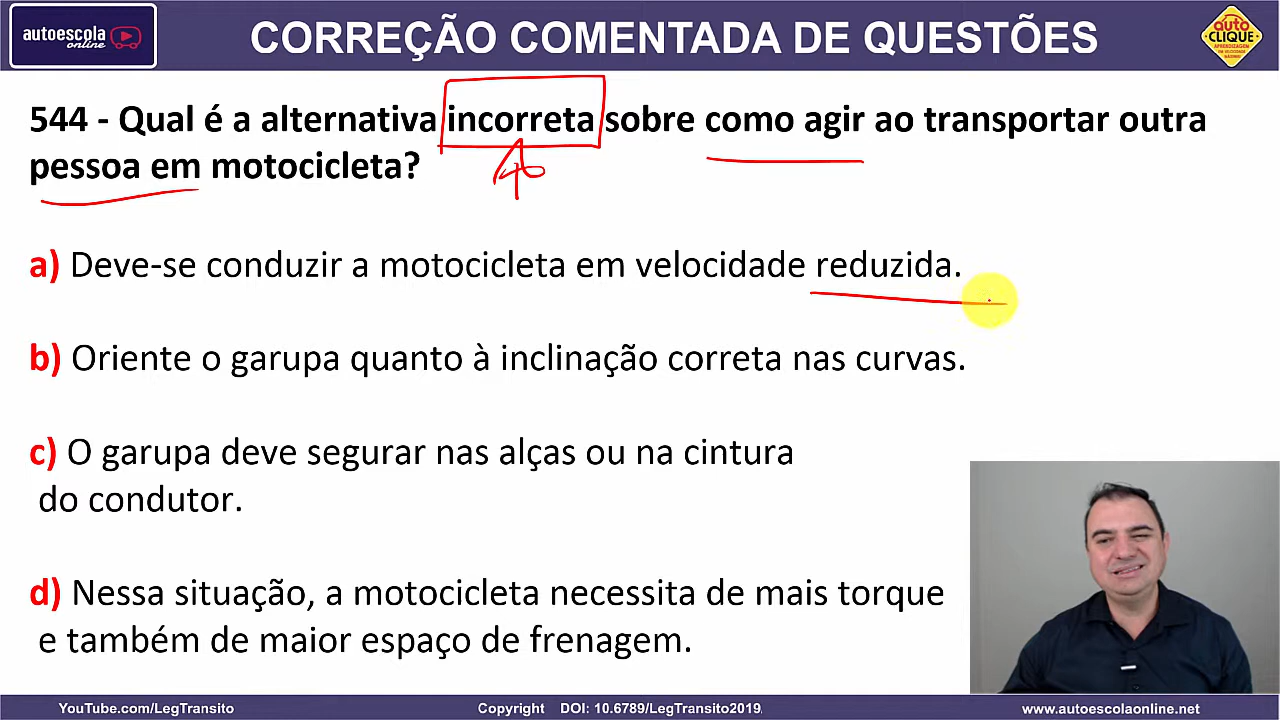 autoescola
online
CORREÇÃO COMENTADA DE QUESTÕES
auto
CLIQUE
544 - Qual é a alternativa incorreta sobre como agir ao transportar outra
pessoa em motocicleta?
a) Deve-se conduzir a motocicleta em velocidade reduzida.
b) Oriente o garupa quanto à inclinação correta nas curvas.
c) O garupa deve segurar nas alças ou na cintura
do condutor.
d) Nessa situação, a motocicleta necessita de mais torque
e também de maior espaço de frenagem.
YouTube.com/LegTransito Copyright DOI: 10.6789/LegTransito2019 www.autoescolaonline.net